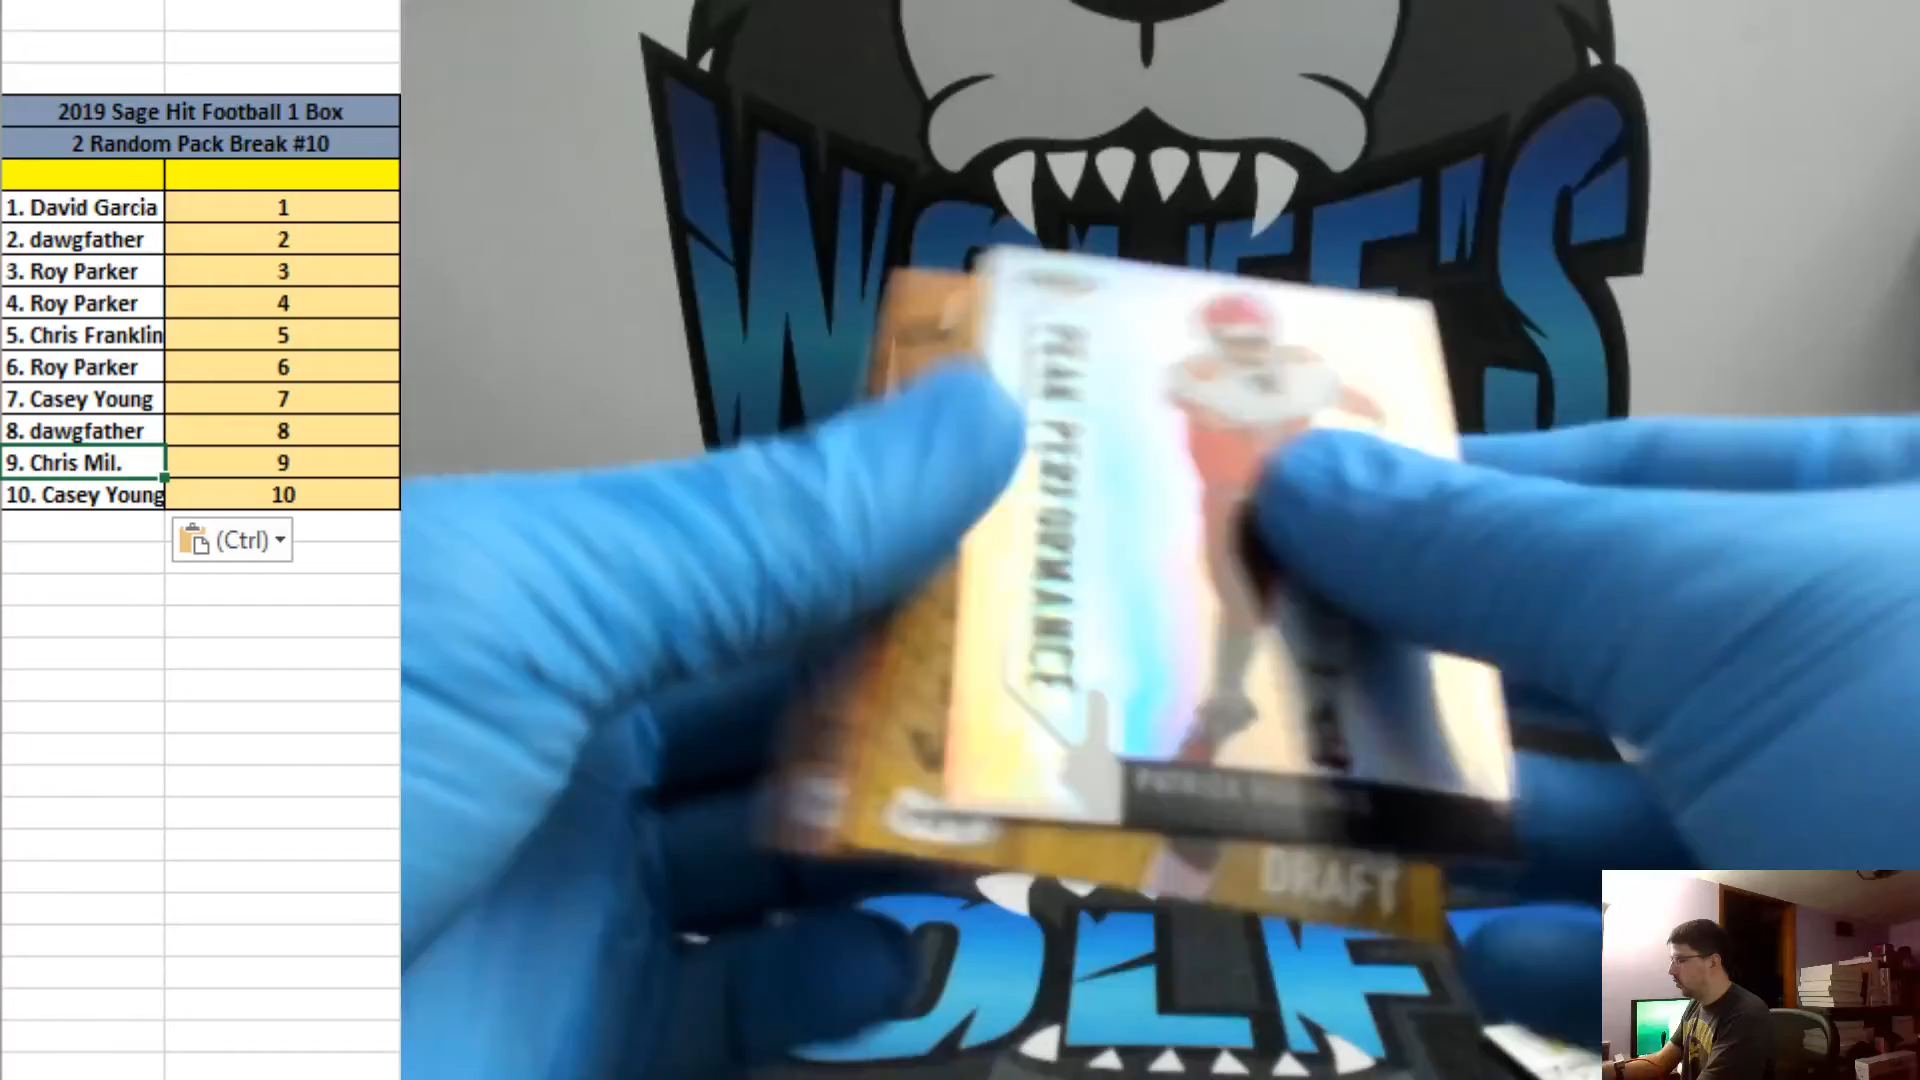 2019 Sage Hit Football 1 Box
2 Random Pack Break #10
1. David Garcia 1
2. dawgfather 2
3. Roy Parker 3
4. Roy Parker 4
5. Chris Franklin 5
6. Roy Parker 6
7. Casey Young 7
8. dawgfather 8
9. Chris Mil. 9
10. Casey Young 10
(Ctrl)
WOLFF'S
PEAK PERFORMANCE
PATRICK
DRAFT